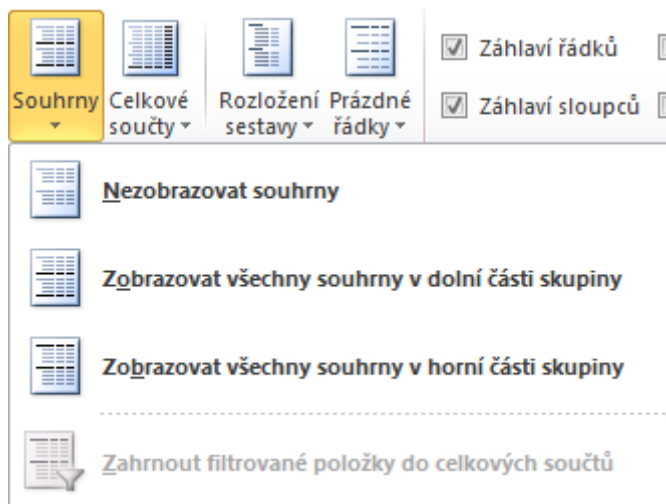 Souhrny
Celkové
součty
Rozložení
sestavy
Prázdné
řádky
Záhlaví řádků
Záhlaví sloupců
Nezobrazovat souhrny
Zobrazovat všechny souhrny v dolní části skupiny
Zobrazovat všechny souhrny v horní části skupiny
Zahrnout filtrované položky do celkových součtů